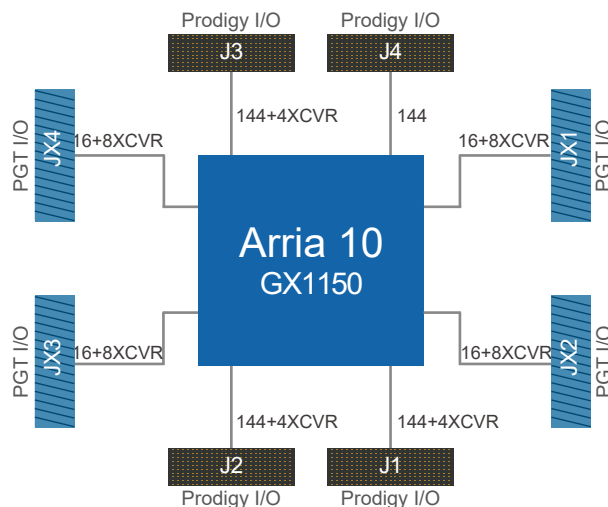 Prodigy I/O
Prodigy I/O
J3
J4
144+4XCVR
144
PGT I/O
JX4
16+8XCVR
16+8XCVR
JX1
PGT I/O
Arria 10
GX1150
PGT I/O
JX3
16+8XCVR
16+8XCVR
JX2
PGT I/O
144+4XCVR
144+4XCVR
J2
J1
Prodigy I/O
Prodigy I/O